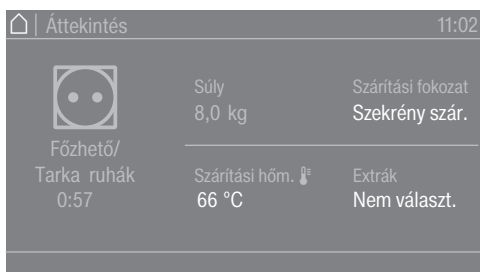 Áttekintés
11:02
Főzhető/
Tarka ruhák
0:57
Súly
8,0 kg
Szárítási fokozat
Szekrény szár.
Szárítási hőm.
66 °C
Extrák
Nem választ.